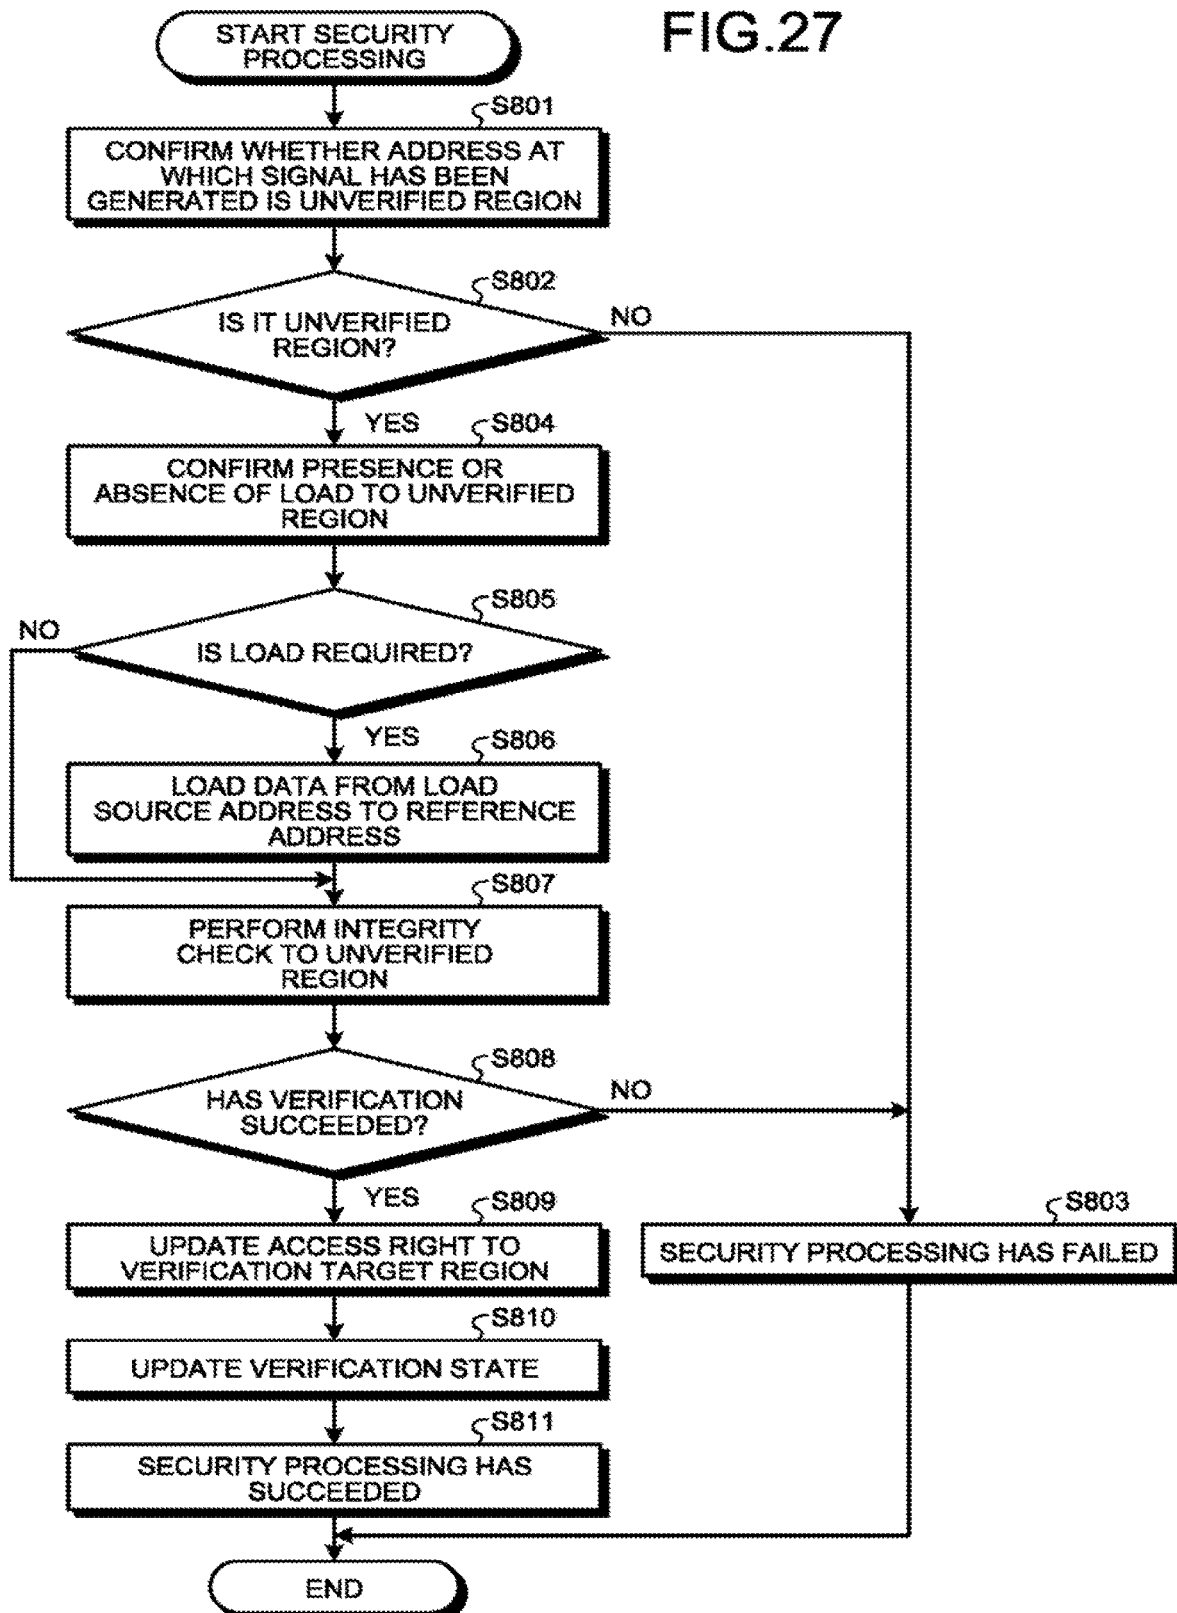 FIG.27
START SECURITY
PROCESSING
S801
CONFIRM WHETHER ADDRESS AT
WHICH SIGNAL HAS BEEN
GENERATED IS UNVERIFIED REGION
S802
IS IT UNVERIFIED
REGION?
NO
YES
S804
CONFIRM PRESENCE OR
ABSENCE OF LOAD TO UNVERIFIED
REGION
S805
NO
IS LOAD REQUIRED?
YES
S806
LOAD DATA FROM LOAD
SOURCE ADDRESS TO REFERENCE
ADDRESS
S807
PERFORM INTEGRITY
CHECK TO UNVERIFIED
REGION
S808
HAS VERIFICATION
SUCCEEDED?
NO
YES
S809
UPDATE ACCESS RIGHT TO
VERIFICATION TARGET REGION
S803
SECURITY PROCESSING HAS FAILED
S810
UPDATE VERIFICATION STATE
S811
SECURITY PROCESSING HAS
SUCCEEDED
END